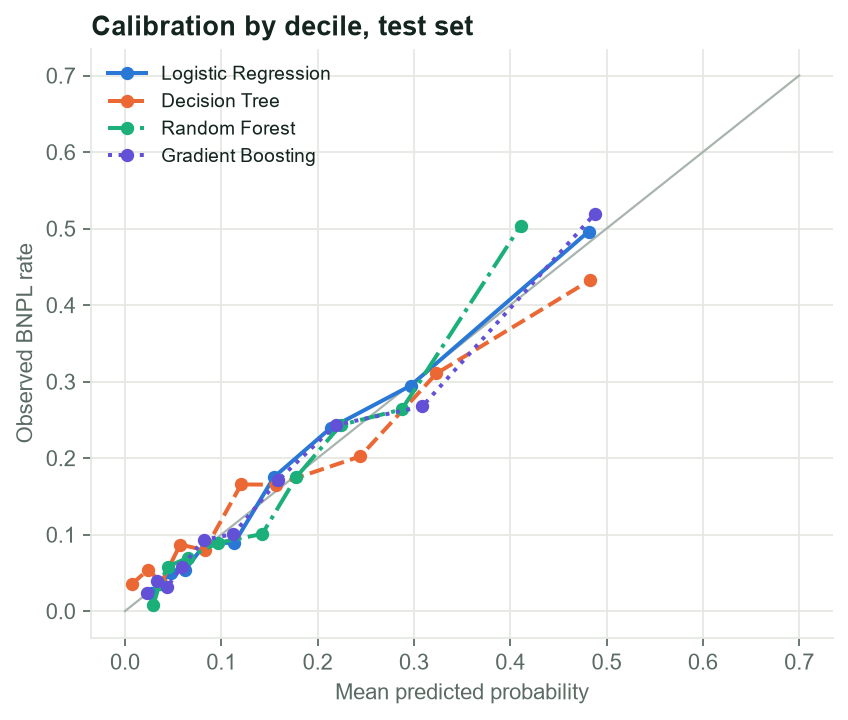 Calibration by decile, test set
Logistic Regression
Decision Tree
Random Forest
Gradient Boosting
Observed BNPL rate
0.7
0.6
0.5
0.4
0.3
0.2
0.1
0.0
0.0 0.1 0.2 0.3 0.4 0.5 0.6 0.7
Mean predicted probability